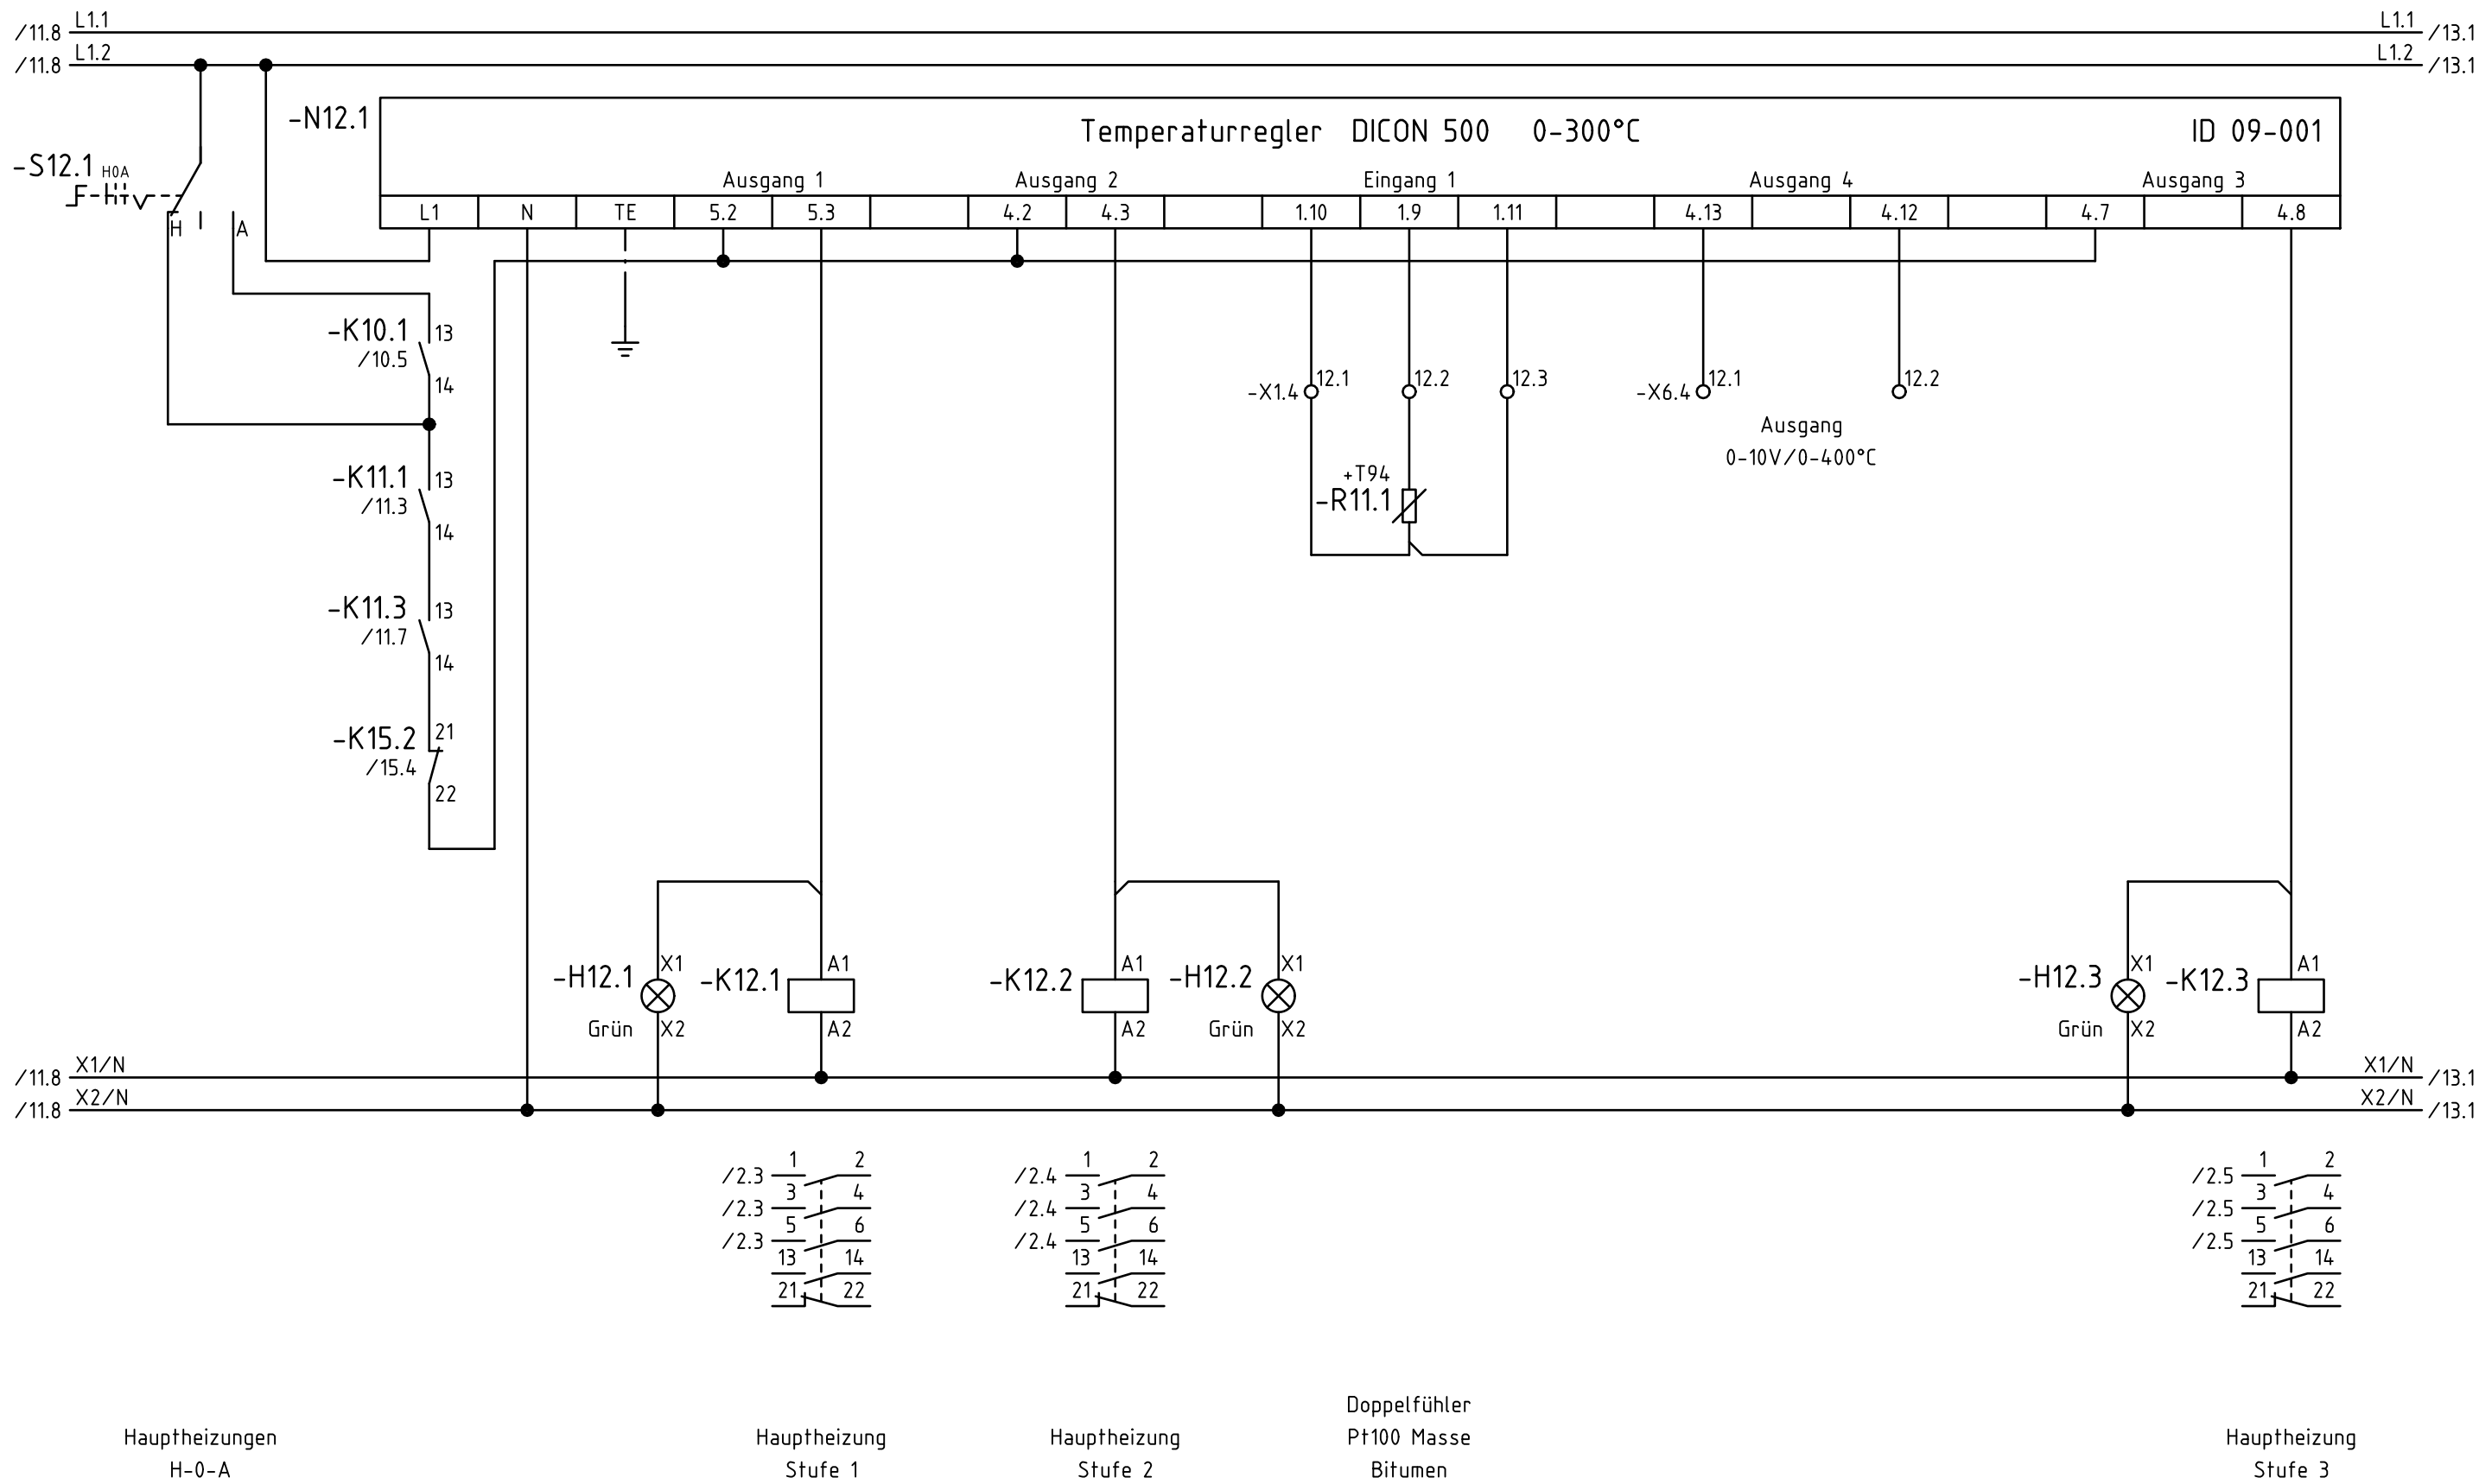 L1.1 L1.1
/11.8 /13.1
L1.2 L1.2
/11.8 /13.1
-N12.1 Temperaturregler DICON 500 0-300°C ID 09-001
-S12.1 H0A
Ausgang 1 Ausgang 2 Eingang 1 Ausgang 4 Ausgang 3
L1 N TE 5.2 5.3 4.2 4.3 1.10 1.9 1.11 4.13 4.12 4.7 4.8
H A
-K10.1 13
/10.5
14
-X1.4 12.1 12.2 12.3 -X6.4 12.1 12.2
Ausgang
0-10V/0-400°C
-K11.1 13
/11.3
14
+T94
-R11.1
-K11.3 13
/11.7
14
-K15.2 21
/15.4
22
-H12.1 X1 -K12.1 A1 -K12.2 A1 -H12.2 X1 -H12.3 X1 -K12.3 A1
Grün X2 A2 A2 Grün X2 Grün X2 A2
X1/N X1/N
/11.8 /13.1
X2/N X2/N
/11.8 /13.1
1 2 1 2 1 2
/2.3 /2.4 /2.5
3 4 3 4 3 4
/2.3 /2.4 /2.5
5 6 5 6 5 6
/2.3 /2.4 /2.5
13 14 13 14 13 14
21 22 21 22 21 22
Doppelfühler
Hauptheizungen Hauptheizung Hauptheizung Pt100 Masse Hauptheizung
H-0-A Stufe 1 Stufe 2 Bitumen Stufe 3